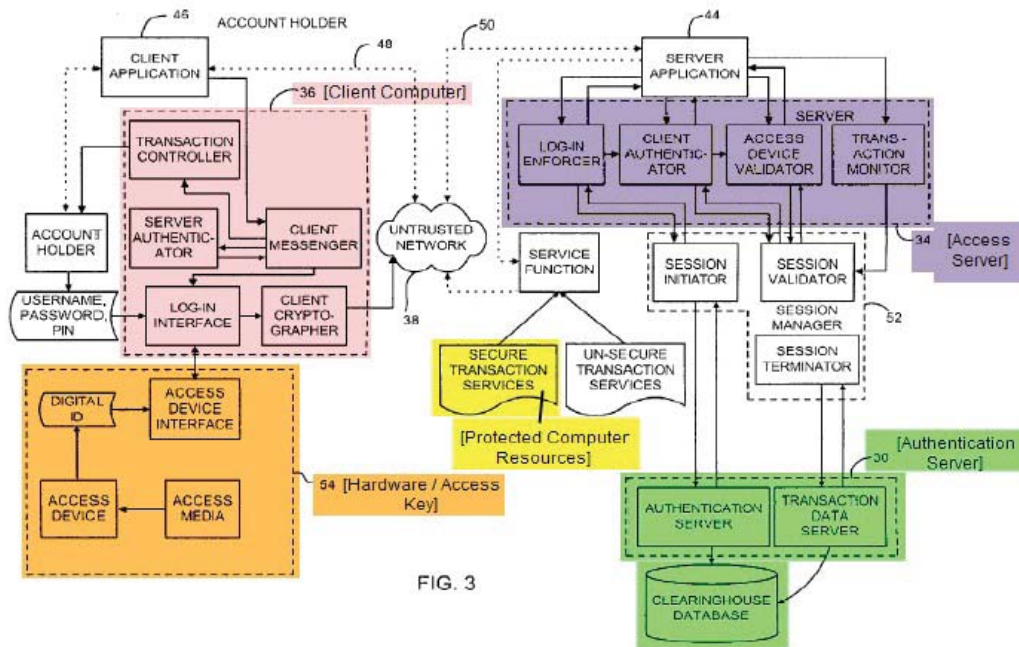 46
ACCOUNT HOLDER
CLIENT
APPLICATION
48
50
44
SERVER
APPLICATION
36 [Client Computer]
TRANSACTION
CONTROLLER
SERVER
AUTHENTIC-
ATOR
CLIENT
MESSENGER
LOG-IN
INTERFACE
CLIENT
CRYPTO-
GRAPHER
ACCOUNT
HOLDER
USERNAME,
PASSWORD,
PIN
UNTRUSTED
NETWORK
38
SERVER
LOG-IN
ENFORCER
CLIENT
AUTHENTIC-
ATOR
ACCESS
DEVICE
VALIDATOR
TRANS-
ACTION
MONITOR
34 [Access
Server]
SERVICE
FUNCTION
SESSION
INITIATOR
SESSION
VALIDATOR
SESSION
MANAGER
52
SESSION
TERMINATOR
SECURE
TRANSACTION
SERVICES
UN-SECURE
TRANSACTION
SERVICES
[Protected Computer
Resources]
DIGITAL ID
ACCESS
DEVICE
INTERFACE
ACCESS
DEVICE
ACCESS
MEDIA
54 [Hardware / Access
Key]
30 [Authentication
Server]
AUTHENTICATION
SERVER
TRANSACTION
DATA
SERVER
CLEARINGHOUSE
DATABASE
FIG. 3